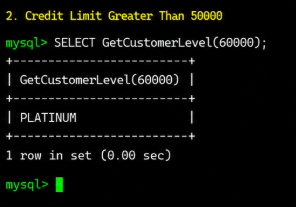 2. Credit Limit Greater Than 50000
mysql> SELECT GetCustomerLevel(60000);
+-------------------------+
| GetCustomerLevel(60000) |
+-------------------------+
| PLATINUM                |
+-------------------------+
1 row in set (0.00 sec)
mysql>